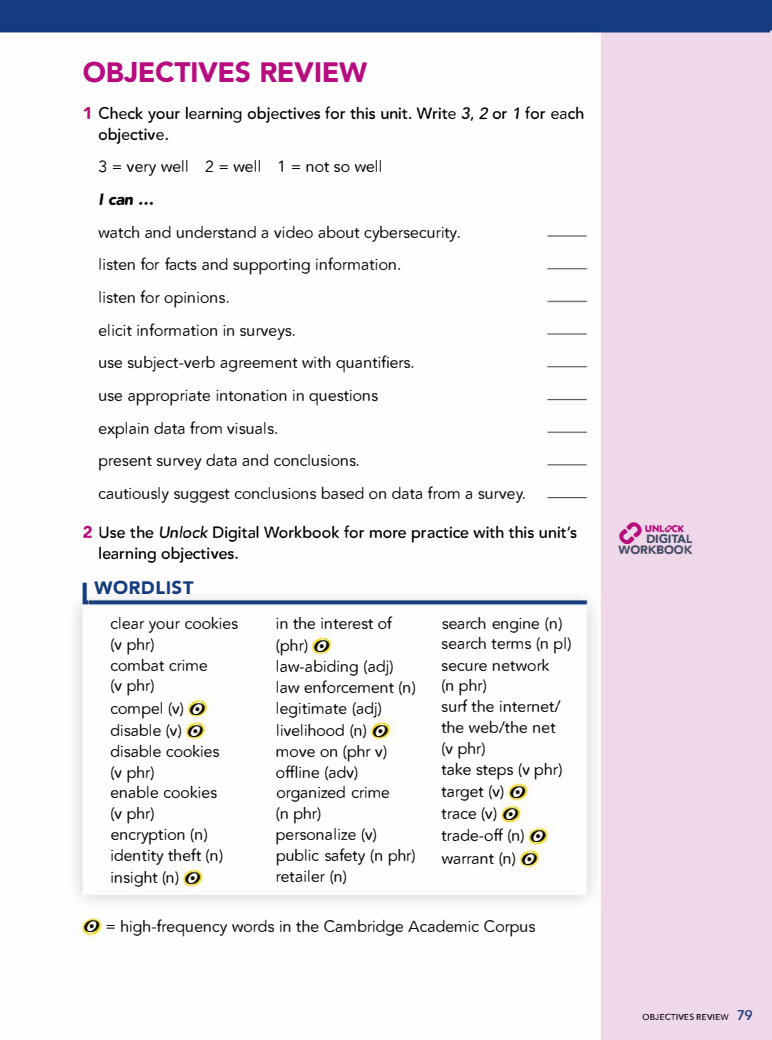 OBJECTIVES REVIEW
1 Check your learning objectives for this unit. Write 3, 2 or 1 for each
objective.
3 = very well 2 = well 1 = not so well
I can ...
watch and understand a video about cybersecurity. _____
listen for facts and supporting information. _____
listen for opinions. _____
elicit information in surveys. _____
use subject-verb agreement with quantifiers. _____
use appropriate intonation in questions _____
explain data from visuals. _____
present survey data and conclusions. _____
cautiously suggest conclusions based on data from a survey. _____
2 Use the Unlock Digital Workbook for more practice with this unit's
learning objectives.
UNLOCK
DIGITAL
WORKBOOK
WORDLIST
clear your cookies
(v phr)
combat crime
(v phr)
compel (v)
disable (v)
disable cookies
(v phr)
enable cookies
(v phr)
encryption (n)
identity theft (n)
insight (n)
in the interest of
(phr)
law-abiding (adj)
law enforcement (n)
legitimate (adj)
livelihood (n)
move on (phr v)
offline (adv)
organized crime
(n phr)
personalize (v)
public safety (n phr)
retailer (n)
search engine (n)
search terms (n pl)
secure network
(n phr)
surf the internet/
the web/the net
(v phr)
take steps (v phr)
target (v)
trace (v)
trade-off (n)
warrant (n)
= high-frequency words in the Cambridge Academic Corpus
OBJECTIVES REVIEW 79